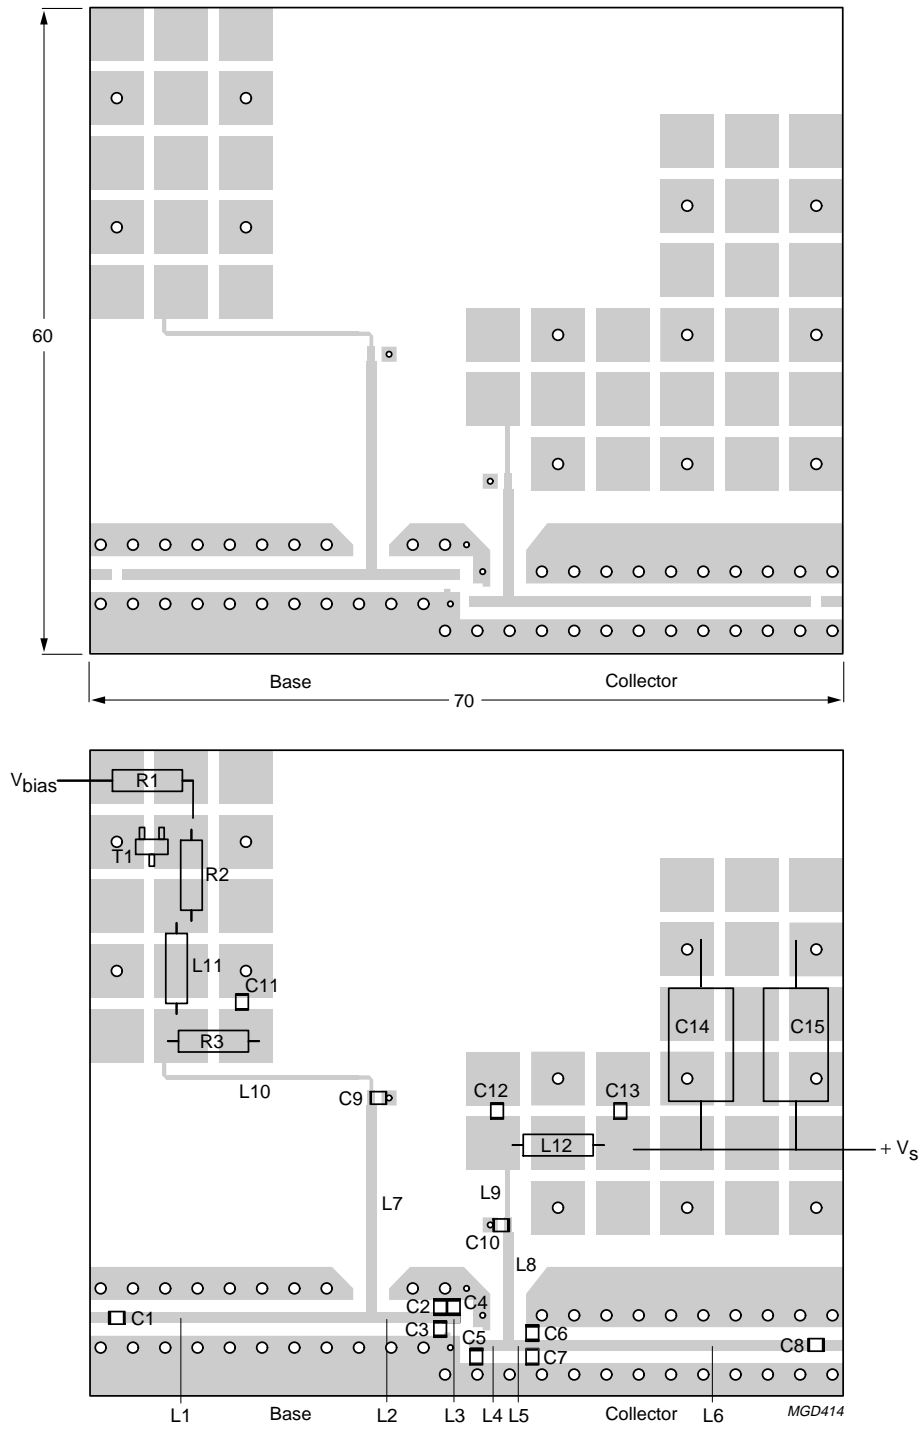 60
Base
Collector
70
Vbias
R1
T1
R2
L11
C11
R3
L10
C9
C12
C13
C14
C15
L12
+ Vs
L9
L7
C10
L8
C2
C4
C1
C3
C5
C6
C8
C7
L1
Base
L2
L3
L4
L5
Collector
L6
MGD414